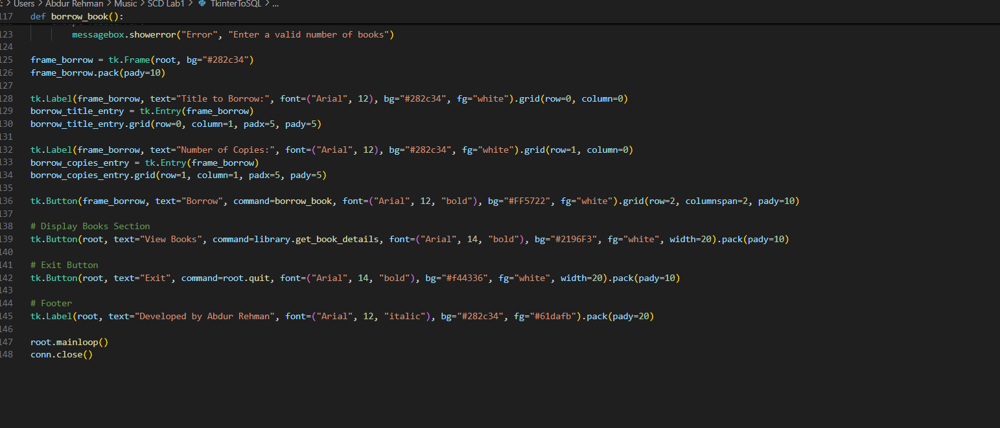 : > Users > Abdur Rehman > Music > SCD Lab1 > TkinterToSQL > ...
117 def borrow_book():
123 messagebox.showerror("Error", "Enter a valid number of books")
124
125 frame_borrow = tk.Frame(root, bg="#282c34")
126 frame_borrow.pack(pady=10)
127
128 tk.Label(frame_borrow, text="Title to Borrow:", font=("Arial", 12), bg="#282c34", fg="white").grid(row=0, column=0)
129 borrow_title_entry = tk.Entry(frame_borrow)
130 borrow_title_entry.grid(row=0, column=1, padx=5, pady=5)
131
132 tk.Label(frame_borrow, text="Number of Copies:", font=("Arial", 12), bg="#282c34", fg="white").grid(row=1, column=0)
133 borrow_copies_entry = tk.Entry(frame_borrow)
134 borrow_copies_entry.grid(row=1, column=1, padx=5, pady=5)
135
136 tk.Button(frame_borrow, text="Borrow", command=borrow_book, font=("Arial", 12, "bold"), bg="#FF5722", fg="white").grid(row=2, columnspan=2, pady=10)
137
138 # Display Books Section
139 tk.Button(root, text="View Books", command=library.get_book_details, font=("Arial", 14, "bold"), bg="#2196F3", fg="white", width=20).pack(pady=10)
140
141 # Exit Button
142 tk.Button(root, text="Exit", command=root.quit, font=("Arial", 14, "bold"), bg="#f44336", fg="white", width=20).pack(pady=10)
143
144 # Footer
145 tk.Label(root, text="Developed by Abdur Rehman", font=("Arial", 12, "italic"), bg="#282c34", fg="#61dafb").pack(pady=20)
146
147 root.mainloop()
148 conn.close()